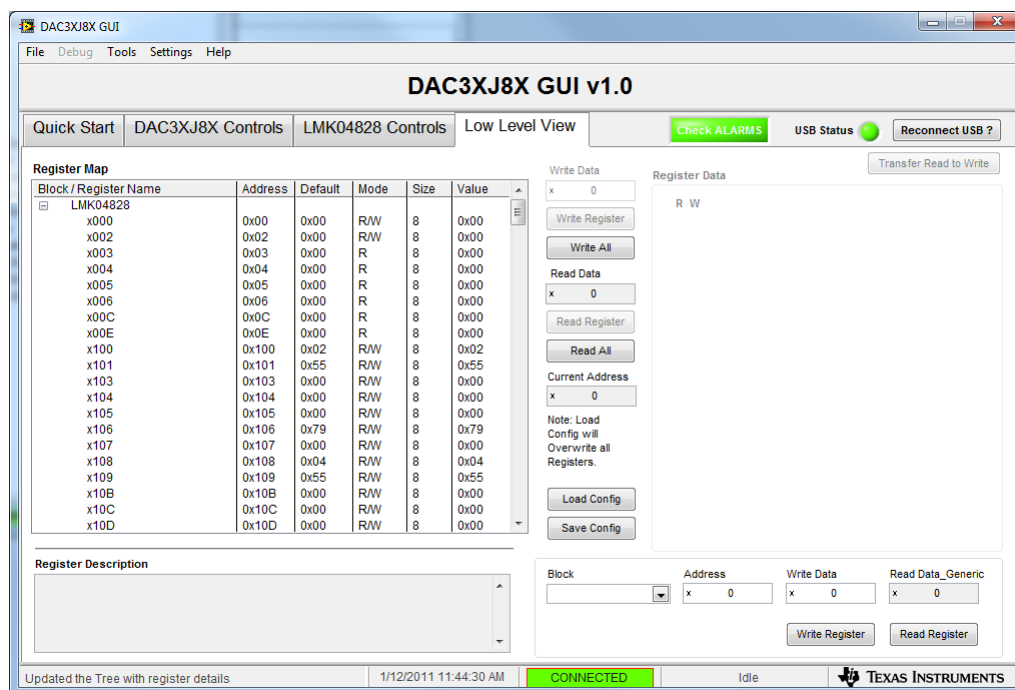 DAC3XJ8X GUI
File Debug Tools Settings Help
DAC3XJ8X GUI v1.0
Quick Start DAC3XJ8X Controls LMK04828 Controls Low Level View Check ALARMS USB Status Reconnect USB ?
Register Map
Block / Register Name Address Default Mode Size Value
LMK04828
x000 0x00 0x00 R/W 8 0x00
x002 0x02 0x00 R/W 8 0x00
x003 0x03 0x00 R 8 0x00
x004 0x04 0x00 R 8 0x00
x005 0x05 0x00 R 8 0x00
x006 0x06 0x00 R 8 0x00
x00C 0x0C 0x00 R 8 0x00
x00E 0x0E 0x00 R 8 0x00
x100 0x100 0x02 R/W 8 0x02
x101 0x101 0x55 R/W 8 0x55
x103 0x103 0x00 R/W 8 0x00
x104 0x104 0x00 R/W 8 0x00
x105 0x105 0x00 R/W 8 0x00
x106 0x106 0x79 R/W 8 0x79
x107 0x107 0x00 R/W 8 0x00
x108 0x108 0x04 R/W 8 0x04
x109 0x109 0x55 R/W 8 0x55
x10B 0x10B 0x00 R/W 8 0x00
x10C 0x10C 0x00 R/W 8 0x00
x10D 0x10D 0x00 R/W 8 0x00
Write Data
x 0
Write Register
Write All
Read Data
x 0
Read Register
Read All
Current Address
x 0
Note: Load
Config will
Overwrite all
Registers.
Load Config
Save Config
Transfer Read to Write
Register Data
R W
Register Description
Block Address Write Data Read Data_Generic
x 0 x 0 x 0
Write Register Read Register
Updated the Tree with register details 1/12/2011 11:44:30 AM CONNECTED Idle TEXAS INSTRUMENTS